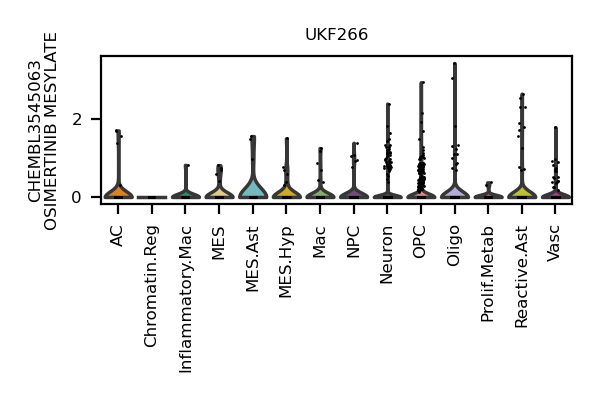 UKF266
CHEMBL3545063
OSIMERTINIB MESYLATE
2
0
AC
Chromatin.Reg
Inflammatory.Mac
MES
MES.Ast
MES.Hyp
Mac
NPC
Neuron
OPC
Oligo
Prolif.Metab
Reactive.Ast
Vasc